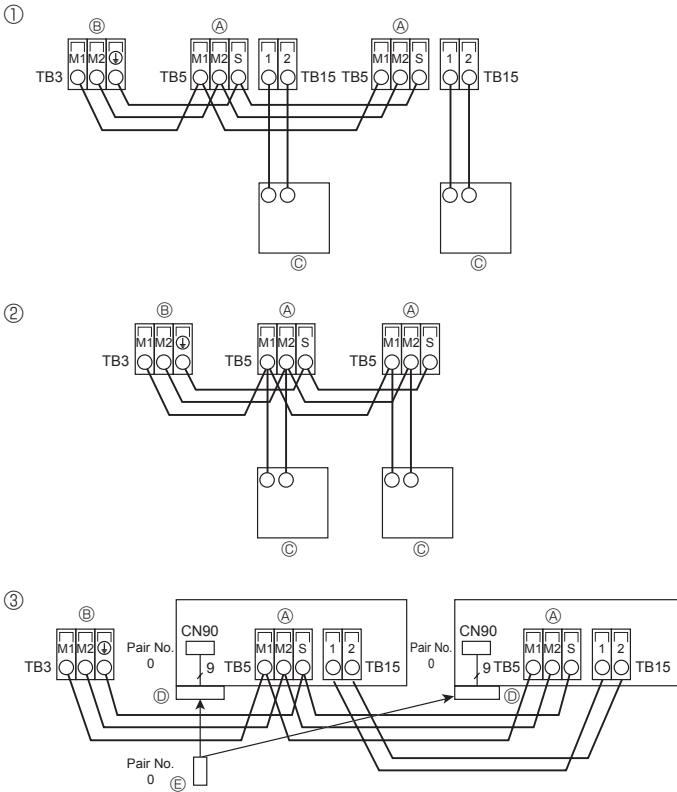 ①
Ⓑ Ⓐ Ⓐ
M1 M2 ⏚ M1 M2 S 1 2 M1 M2 S 1 2
TB3 TB5 TB15 TB5 TB15
Ⓒ Ⓒ
②
Ⓑ Ⓐ Ⓐ
M1 M2 ⏚ M1 M2 S M1 M2 S
TB3 TB5 TB5
Ⓒ Ⓒ
③
Ⓑ Ⓐ Ⓐ
CN90 CN90
M1 M2 ⏚ Pair No. M1 M2 S 1 2 Pair No. M1 M2 S 1 2
TB3 0 9 TB5 TB15 0 9 TB5 TB15
Ⓓ Ⓓ
Pair No.
0 Ⓔ